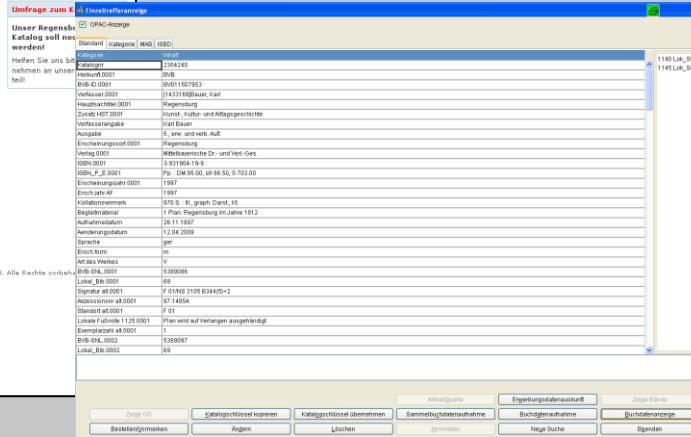 Umfrage zum K
Unser Regensb
Katalog soll noc
werden!
Helfen Sie uns bit
nehmen an unser
teil!
. Alle Rechte vorbeha
Einzeltrefferanzeige
OPAC-Anzeige
Standard Kategorie MAB ISBD
Kategorie Inhalt
Katalognr 2304240
Herkunft.0001 BVB
BVB-ID.0001 BV011507953
Verfasser.0001 [1433168]Bauer, Karl
Hauptsachtitel.0001 Regensburg
Zusatz HST.0001 Kunst-, Kultur- und Alltagsgeschichte
Verfasserangabe Karl Bauer
Ausgabe 5., erw. und verb. Aufl.
Erscheinungsort.0001 Regensburg
Verlag.0001 Mittelbayerische Dr.- und Verl.-Ges.
ISBN.0001 3-931904-19-9
ISBN_P_E.0001 Pp. : DM 95.00, sfr 86.50, S 703.00
Erscheinungsjahr.0001 1997
Ersch.jahr AF 1997
Kollationsvermerk 970 S. : Ill., graph. Darst., Kt.
Begleitmaterial 1 Plan: Regensburg im Jahre 1812
Aufnahmedatum 26.11.1997
Aenderungsdatum 12.04.2009
Sprache ger
Ersch.form m
Art des Werkes V
BVB-SNL.0001 5389096
Lokal_Bib.0001 69
Signatur alt.0001 F 01/NS 3105 B344(5)+2
Akzessionsnr alt.0001 97.1485A
Standort alt.0001 F 01
Lokale Fußnote 1125.0001 Plan wird auf Verlangen ausgehändigt
Exemplarzahl alt.0001 1
BVB-SNL.0002 5389097
Lokal_Bib.0002 69
1140 Lok_S
1145 Lok_S
Artikel/Quelle Erwerbungsdatenauskunft Zeige Bände
Zeige ÜO Katalogschlüssel kopieren Katalogschlüssel übernehmen Sammelbuchdatenaufnahme Buchdatenaufnahme Buchdatenanzeige
Bestellen/Vormerken Ändern Löschen Normdatei Neue Suche Beenden